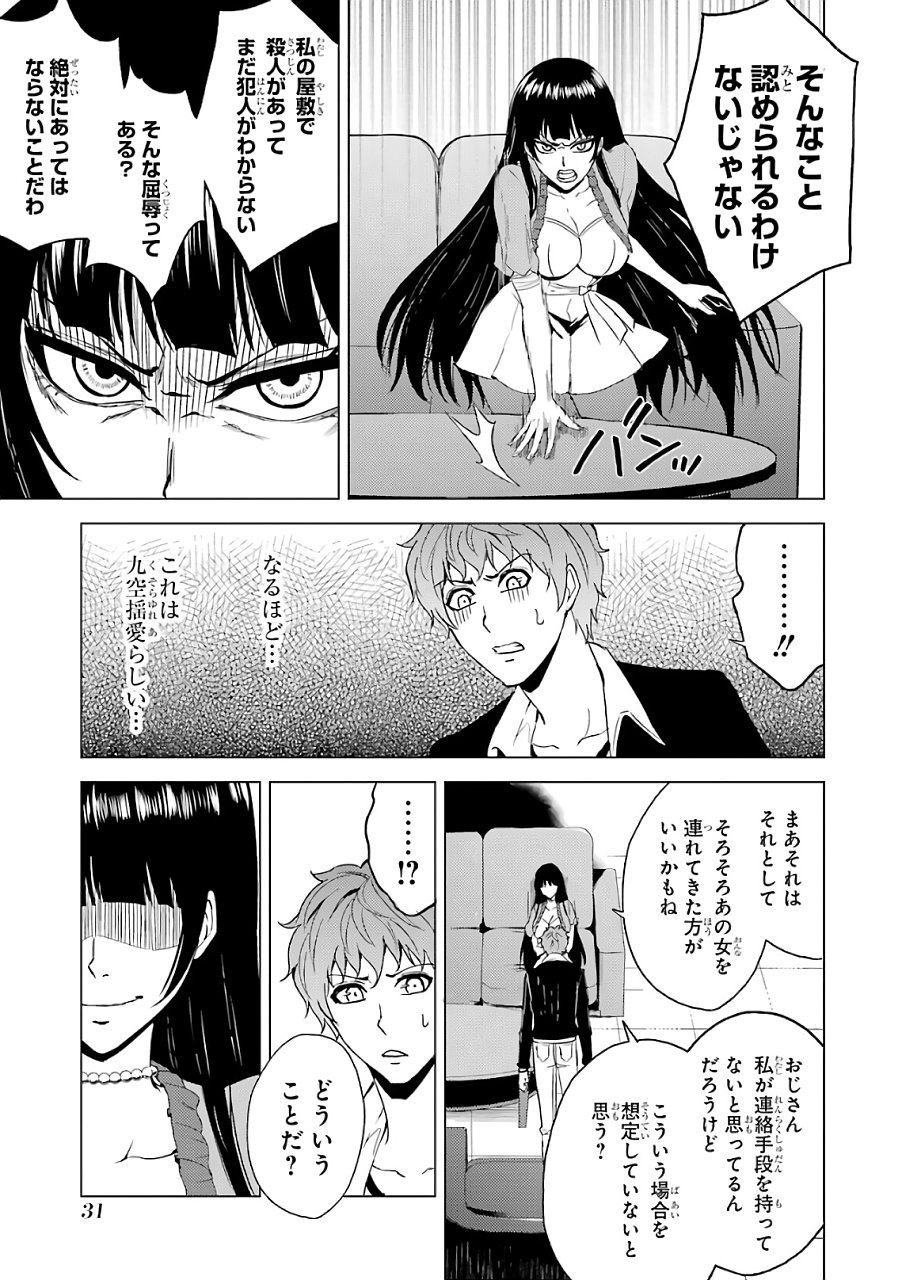 そんなこと
認められるわけ
ないじゃない
バンッ
私の屋敷で
殺人があって
まだ犯人がわからない
そんな屈辱って
ある?
絶対にあっては
ならないことだわ
………!!
なるほど…
これは
九空揺愛らしい…
まあそれは
それとして
そろそろあの女を
連れてきた方が
いいかもね
おじさん
私が連絡手段を持って
ないと思ってるん
だろうけど
こういう場合を
想定していないと
思う?
……!?
どういう
ことだ?
31